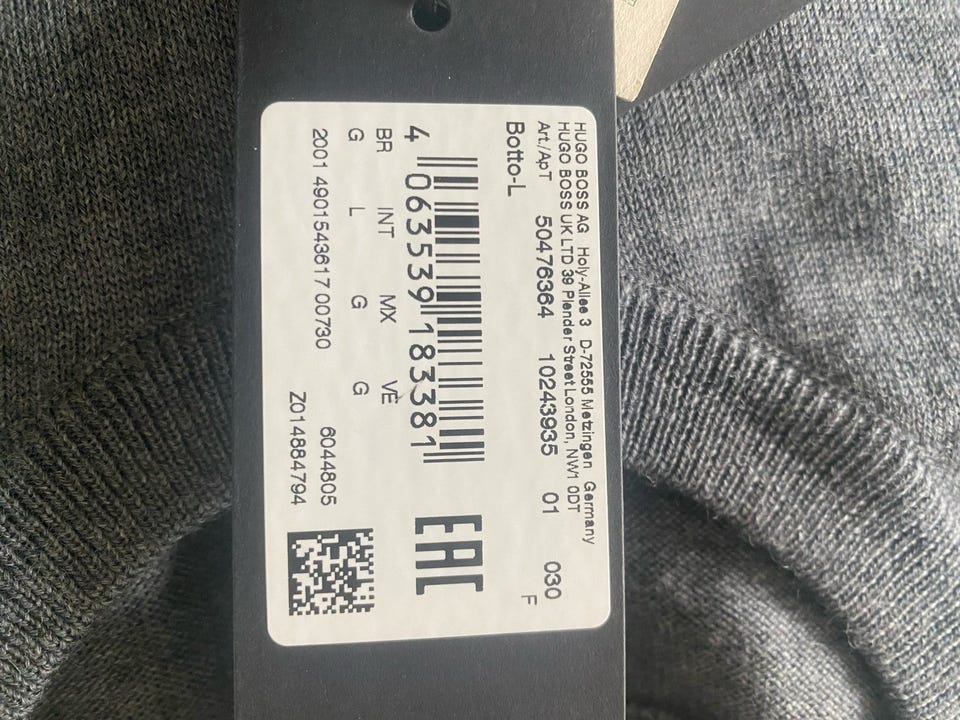 HUGO BOSS AG Holy-Allee 3 D-72555 Metzingen Germany
HUGO BOSS UK LTD 39 Plender Street London, NW1 0DT
Art./АрТ 50476364 10243935 01 030
F
Botto-L
4 063539 183381
EAC
BR INT MX VE
G L G G
2001 4901543617 00730 6044805
Z014884794